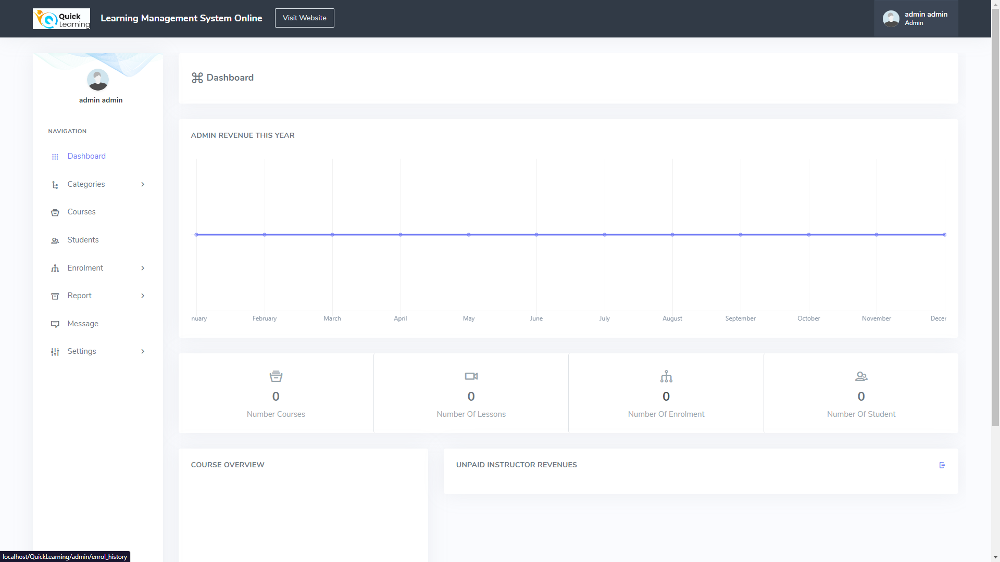 Quick
Learning
Learning Management System Online
Visit Website
admin admin
Admin
admin admin
NAVIGATION
Dashboard
Categories
Courses
Students
Enrolment
Report
Message
Settings
Dashboard
ADMIN REVENUE THIS YEAR
nuary February March April May June July August September October November Decer
0
Number Courses
0
Number Of Lessons
0
Number Of Enrolment
0
Number Of Student
COURSE OVERVIEW
UNPAID INSTRUCTOR REVENUES
localhost/QuickLearning/admin/enrol_history